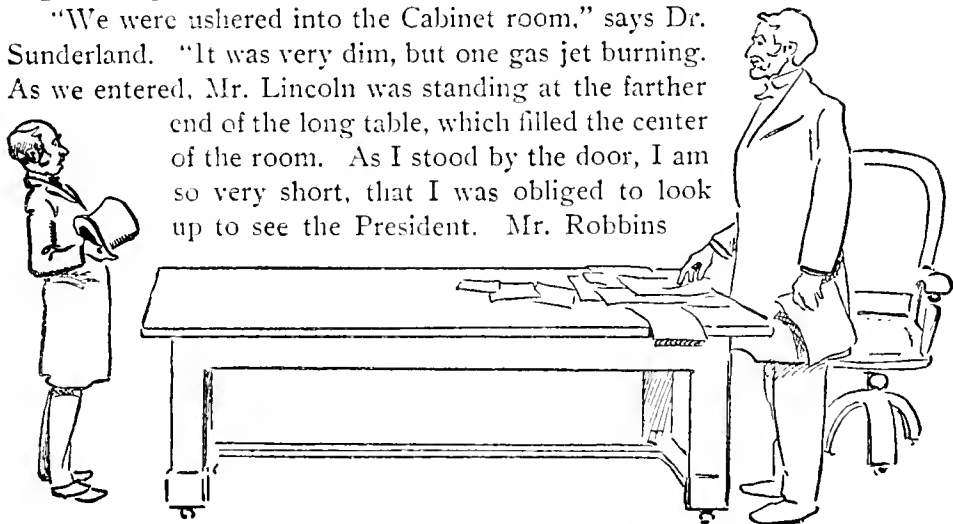 "We were ushered into the Cabinet room," says Dr.
Sunderland. "It was very dim, but one gas jet burning.
As we entered, Mr. Lincoln was standing at the farther
end of the long table, which filled the center
of the room. As I stood by the door, I am
so very short, that I was obliged to look
up to see the President. Mr. Robbins